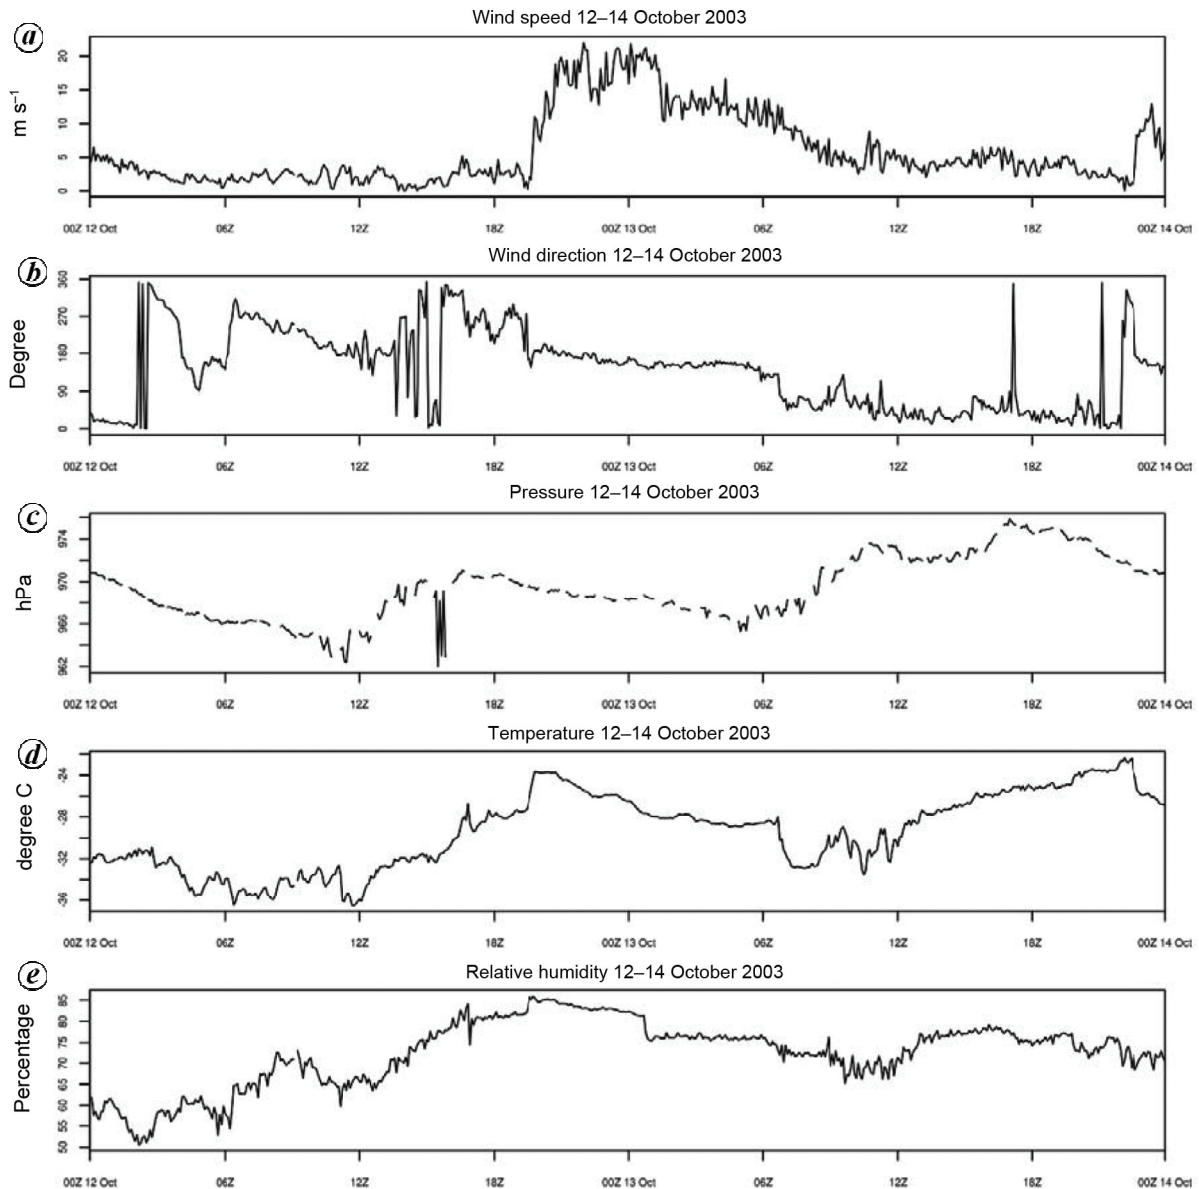 Wind speed 12–14 October 2003
a
m s⁻¹
20
15
10
5
0
00Z 12 Oct 06Z 12Z 18Z 00Z 13 Oct 06Z 12Z 18Z 00Z 14 Oct
Wind direction 12–14 October 2003
b
Degree
360
270
180
90
0
00Z 12 Oct 06Z 12Z 18Z 00Z 13 Oct 06Z 12Z 18Z 00Z 14 Oct
Pressure 12–14 October 2003
c
hPa
974
970
966
962
00Z 12 Oct 06Z 12Z 18Z 00Z 13 Oct 06Z 12Z 18Z 00Z 14 Oct
Temperature 12–14 October 2003
d
degree C
-24
-28
-32
-36
00Z 12 Oct 06Z 12Z 18Z 00Z 13 Oct 06Z 12Z 18Z 00Z 14 Oct
Relative humidity 12–14 October 2003
e
Percentage
85
80
75
70
65
60
55
50
00Z 12 Oct 06Z 12Z 18Z 00Z 13 Oct 06Z 12Z 18Z 00Z 14 Oct